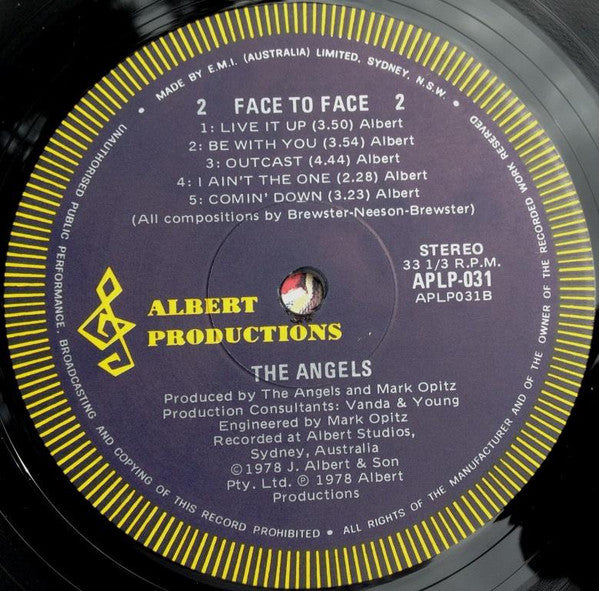 • MADE BY E.M.I. (AUSTRALIA) LIMITED, SYDNEY, N.S.W. •
2 FACE TO FACE 2
1: LIVE IT UP (3.50) Albert
2: BE WITH YOU (3.54) Albert
3: OUTCAST (4.44) Albert
4: I AIN'T THE ONE (2.28) Albert
5: COMIN' DOWN (3.23) Albert
(All compositions by Brewster-Neeson-Brewster)
STEREO
33 1/3 R.P.M.
APLP-031
APLP031B
ALBERT
PRODUCTIONS
THE ANGELS
Produced by The Angels and Mark Opitz
Production Consultants: Vanda & Young
Engineered by Mark Opitz
Recorded at Albert Studios,
Sydney, Australia
©1978 J. Albert & Son
Pty. Ltd. ℗ 1978 Albert
Productions
UNAUTHORISED PUBLIC PERFORMANCE, BROADCASTING AND COPYING OF THIS RECORD PROHIBITED • ALL RIGHTS OF THE MANUFACTURER AND OF THE OWNER OF THE RECORDED WORK RESERVED